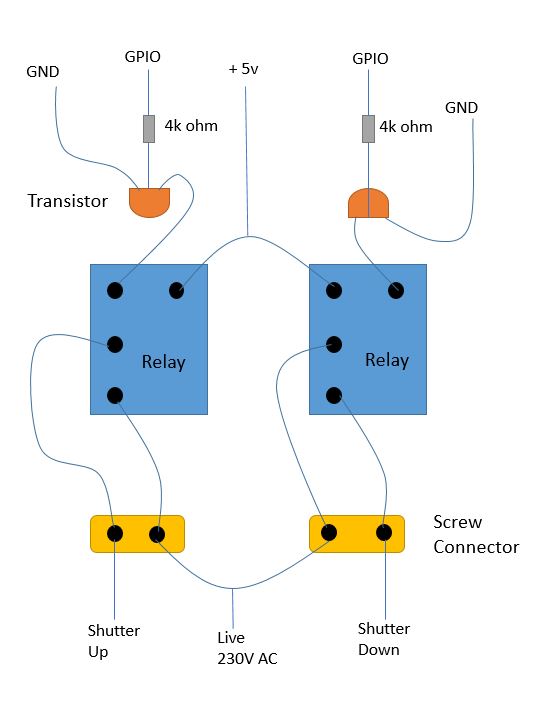 GND
GPIO
+ 5v
GPIO
GND
4k ohm
4k ohm
Transistor
Relay
Relay
Screw
Connector
Shutter
Up
Live
230V AC
Shutter
Down